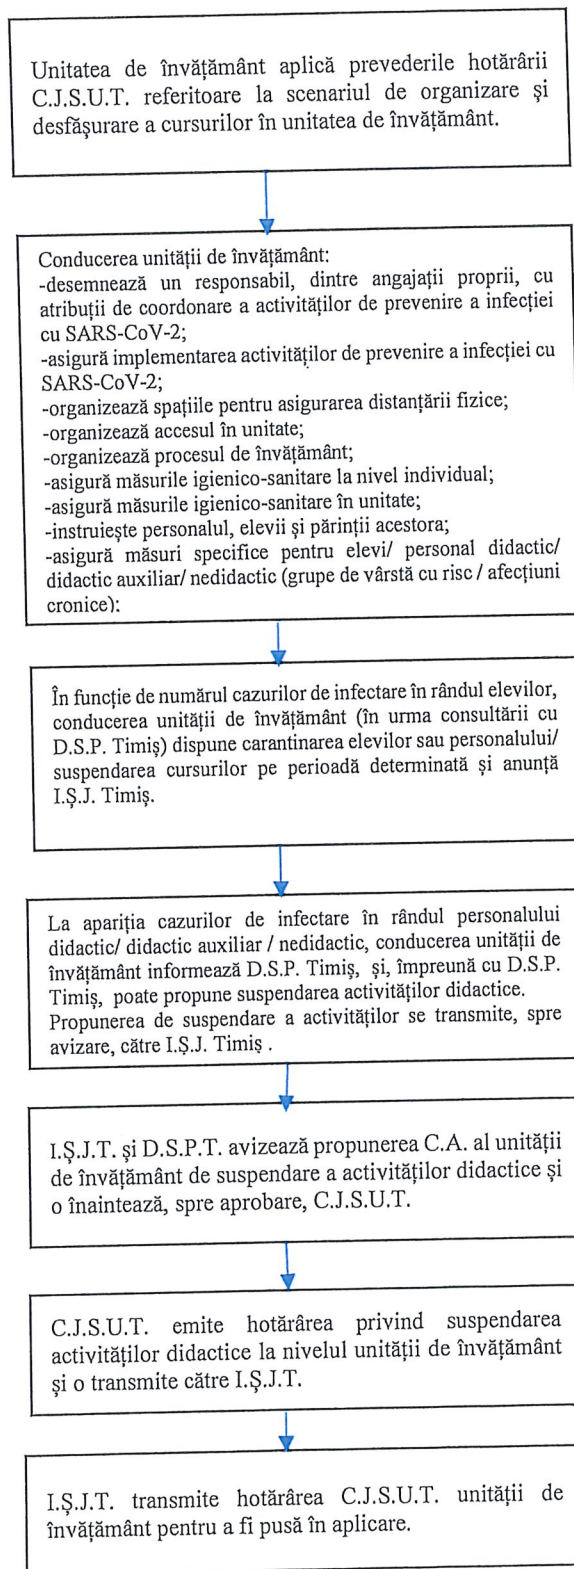 Unitatea de învățământ aplică prevederile hotărârii
C.J.S.U.T. referitoare la scenariul de organizare și
desfășurare a cursurilor în unitatea de învățământ.
Conducerea unității de învățământ:
-desemnează un responsabil, dintre angajații proprii, cu
atribuții de coordonare a activităților de prevenire a infecției
cu SARS-CoV-2;
-asigură implementarea activităților de prevenire a infecției cu
SARS-CoV-2;
-organizează spațiile pentru asigurarea distanțării fizice;
-organizează accesul în unitate;
-organizează procesul de învățământ;
-asigură măsurile igienico-sanitare la nivel individual;
-asigură măsurile igienico-sanitare în unitate;
-instruiește personalul, elevii și părinții acestora;
-asigură măsuri specifice pentru elevi/ personal didactic/
didactic auxiliar/ nedidactic (grupe de vârstă cu risc / afecțiuni
cronice):
În funcție de numărul cazurilor de infectare în rândul elevilor,
conducerea unității de învățământ (în urma consultării cu
D.S.P. Timiș) dispune carantinarea elevilor sau personalului/
suspendarea cursurilor pe perioadă determinată și anunță
I.Ș.J. Timiș.
La apariția cazurilor de infectare în rândul personalului
didactic/ didactic auxiliar / nedidactic, conducerea unității de
învățământ informează D.S.P. Timiș, și, împreună cu D.S.P.
Timiș, poate propune suspendarea activităților didactice.
Propunerea de suspendare a activităților se transmite, spre
avizare, către I.Ș.J. Timiș .
I.Ș.J.T. și D.S.P.T. avizează propunerea C.A. al unității
de învățământ de suspendare a activităților didactice și
o înaintează, spre aprobare, C.J.S.U.T.
C.J.S.U.T. emite hotărârea privind suspendarea
activităților didactice la nivelul unității de învățământ
și o transmite către I.Ș.J.T.
I.Ș.J.T. transmite hotărârea C.J.S.U.T. unității de
învățământ pentru a fi pusă în aplicare.